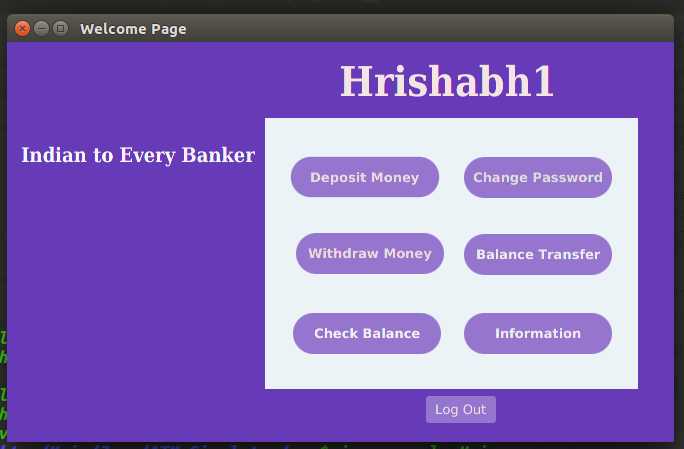 Welcome Page
Hrishabh1
Indian to Every Banker
Deposit Money
Change Password
Withdraw Money
Balance Transfer
Check Balance
Information
Log Out